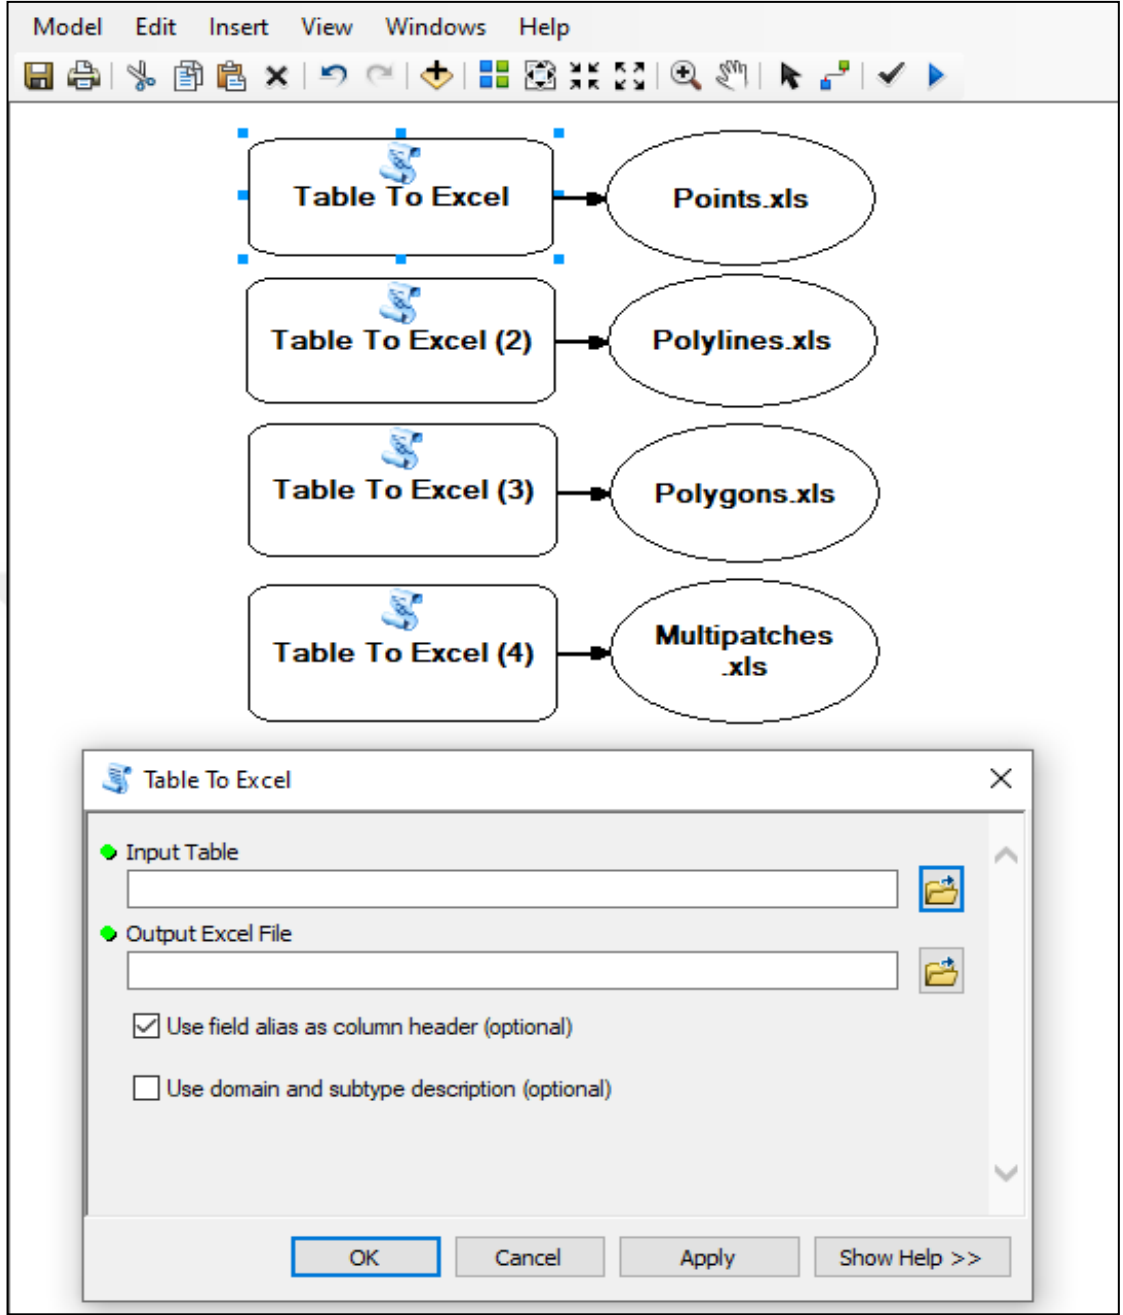 Model Edit Insert View Windows Help
Table To Excel
Points.xls
Table To Excel (2)
Polylines.xls
Table To Excel (3)
Polygons.xls
Table To Excel (4)
Multipatches
.xls
Table To Excel
Input Table
Output Excel File
Use field alias as column header (optional)
Use domain and subtype description (optional)
OK Cancel Apply Show Help >>